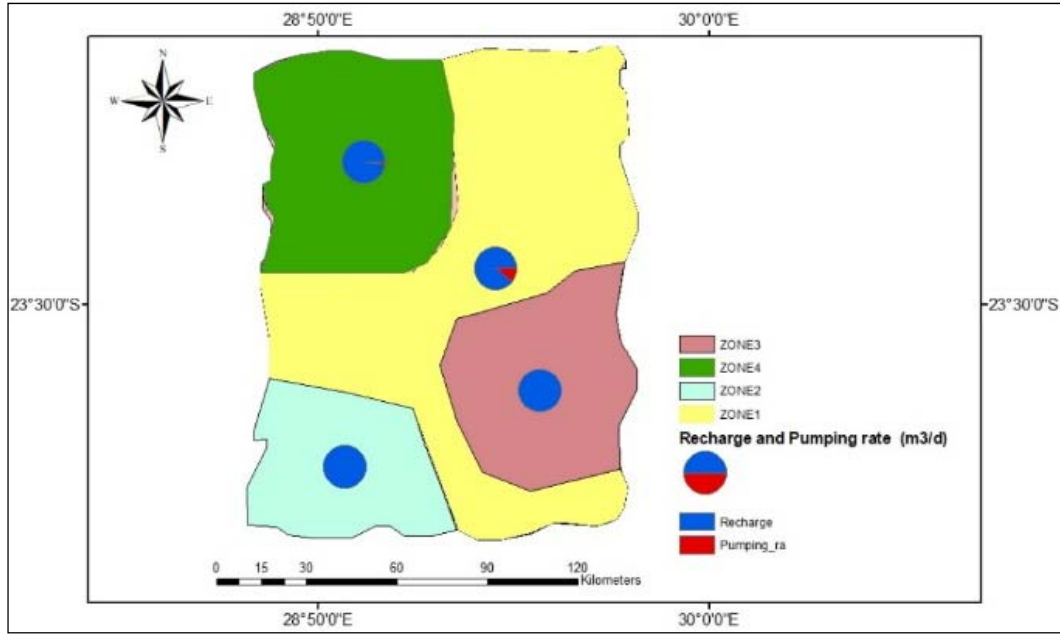 28°50'0"E 30°0'0"E
N
W E
S
23°30'0"S 23°30'0"S
ZONE3
ZONE4
ZONE2
ZONE1
Recharge and Pumping rate (m3/d)
Recharge
Pumping_ra
0 15 30 60 90 120
Kilometers
28°50'0"E 30°0'0"E